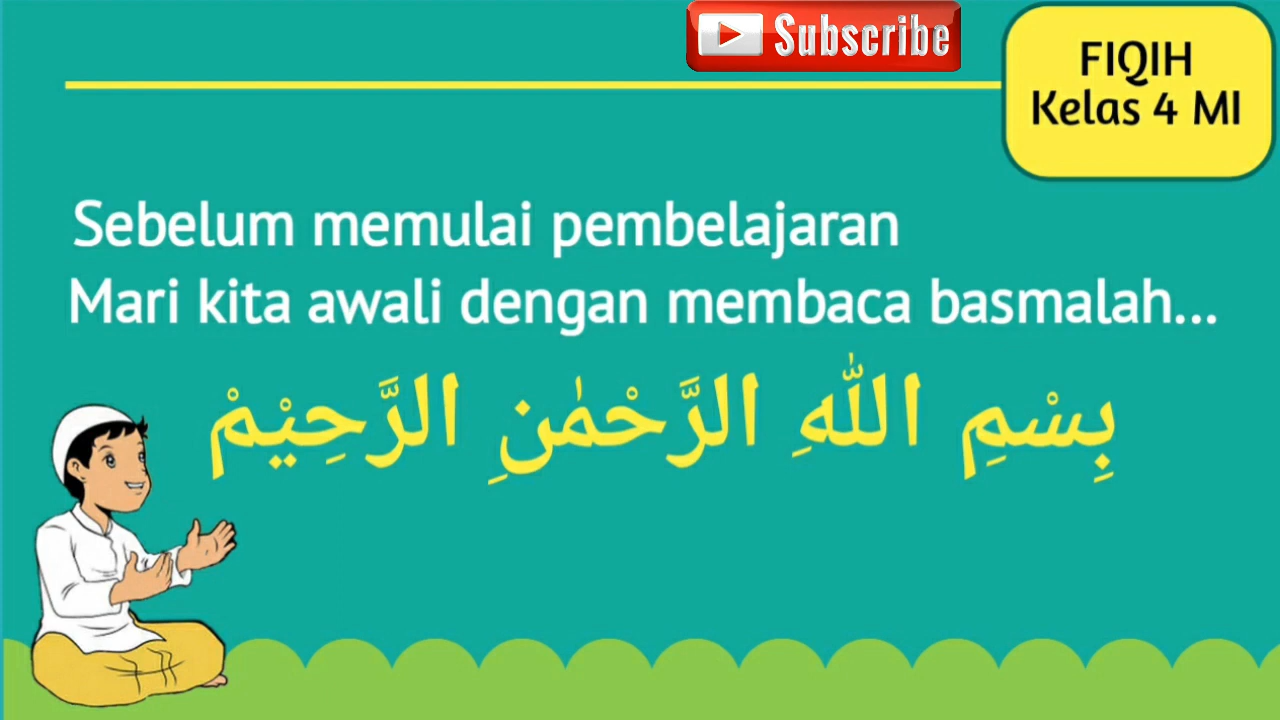 Subscribe
FIQIH
Kelas 4 MI
Sebelum memulai pembelajaran
Mari kita awali dengan membaca basmalah...
بِسْمِ اللّٰهِ الرَّحْمٰنِ الرَّحِيْمْ